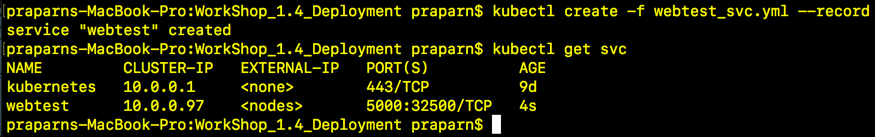 praparns-MacBook-Pro:WorkShop_1.4_Deployment praparn$ kubectl create -f webtest_svc.yml --record
service "webtest" created
praparns-MacBook-Pro:WorkShop_1.4_Deployment praparn$ kubectl get svc
NAME         CLUSTER-IP   EXTERNAL-IP   PORT(S)          AGE
kubernetes   10.0.0.1     <none>        443/TCP          9d
webtest      10.0.0.97    <nodes>       5000:32500/TCP   4s
praparns-MacBook-Pro:WorkShop_1.4_Deployment praparn$